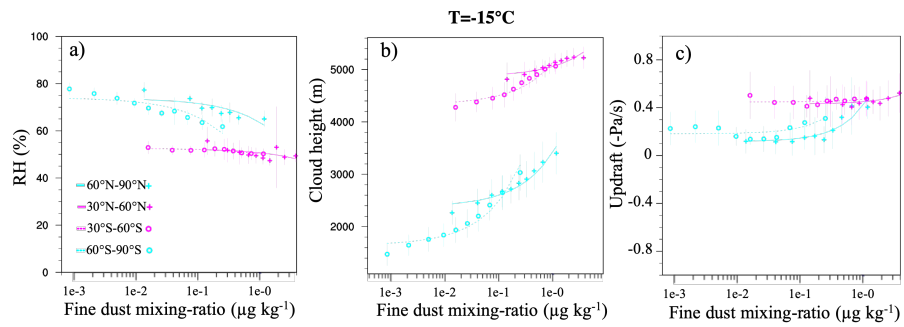 T=-15°C
a)
RH (%)
100
80
60
40
20
0
60°N-90°N
30°N-60°N
30°S-60°S
60°S-90°S
1e-3
1e-2
1e-1
1e-0
Fine dust mixing-ratio (µg kg-1)
b)
Cloud height (m)
5000
4000
3000
2000
1e-3
1e-2
1e-1
1e-0
Fine dust mixing-ratio (µg kg-1)
c)
Updraft (-Pa/s)
0.8
0.4
0
-0.4
-0.8
1e-3
1e-2
1e-1
1e-0
Fine dust mixing-ratio (µg kg-1)